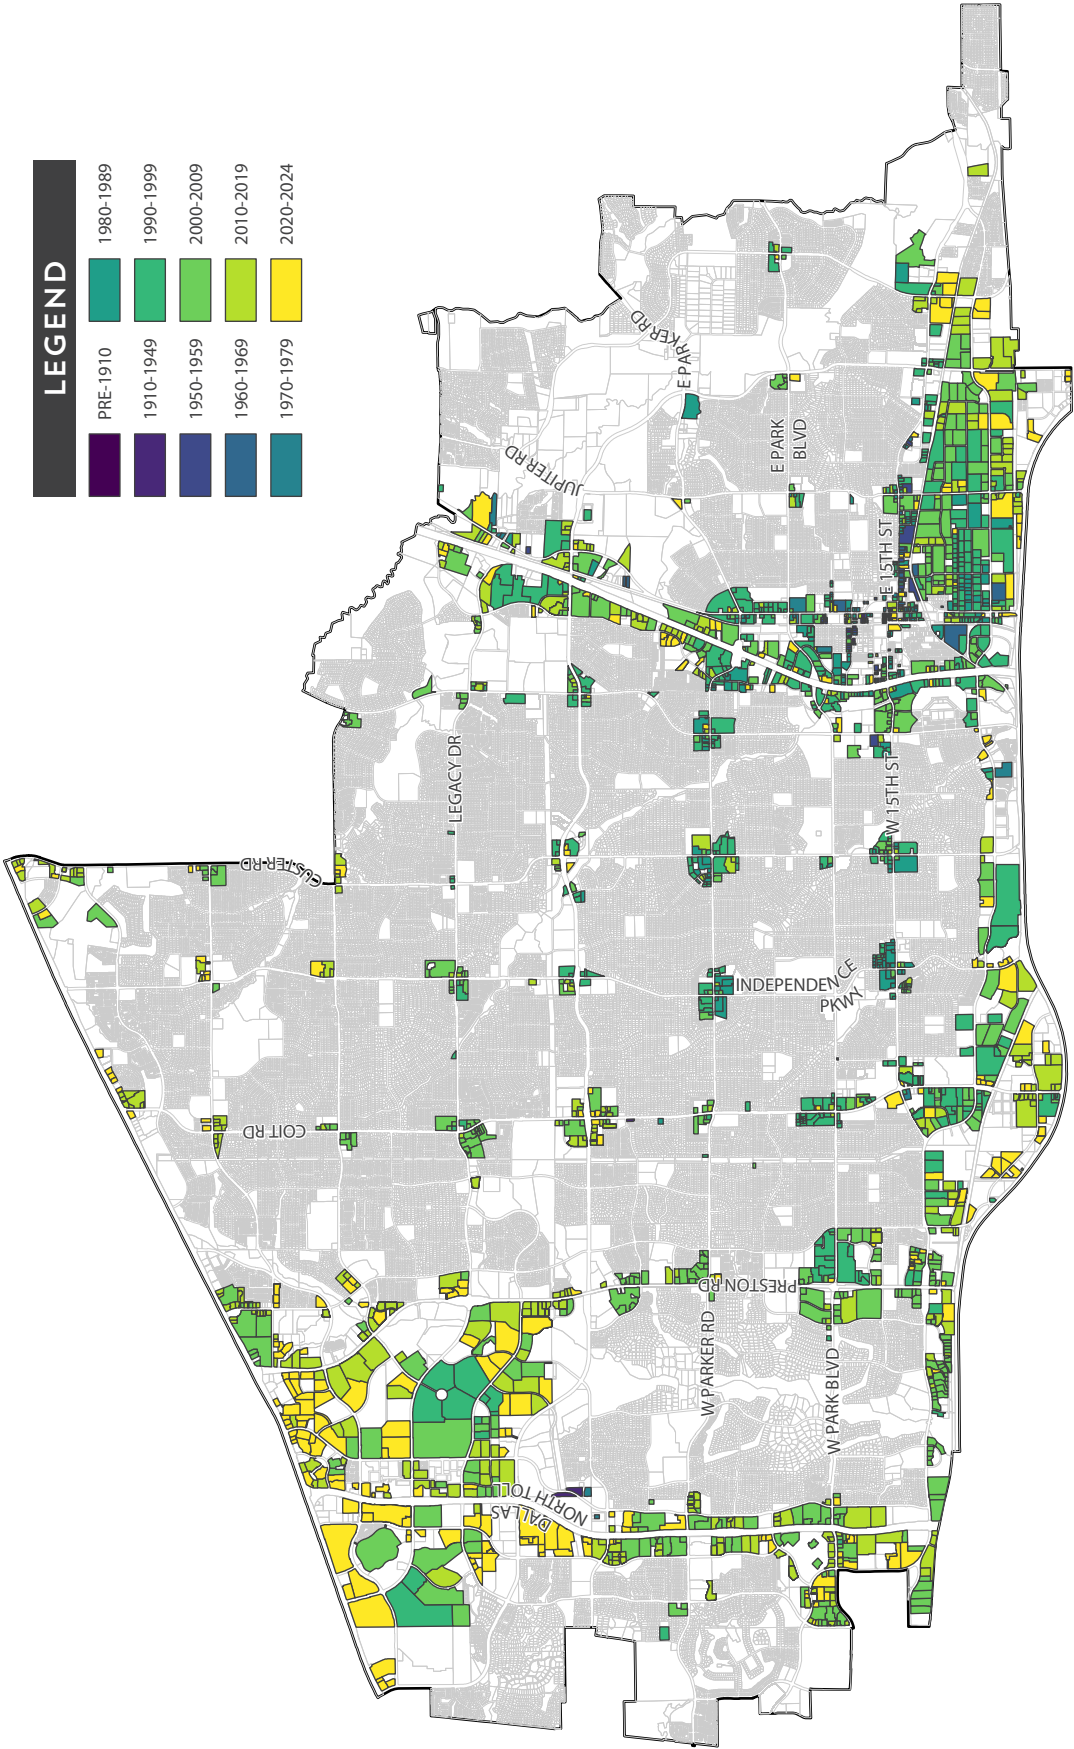 LEGEND
PRE-1910
1910-1949
1950-1959
1960-1969
1970-1979
1980-1989
1990-1999
2000-2009
2010-2019
2020-2024
E PARKER RD
JUPITER RD
E PARK
BLVD
E 15TH ST
LEGACY DR
W 15TH ST
CUSTER RD
INDEPENDENCE
PKWY
COIT RD
PRESTON RD
W PARKER RD
W PARK BLVD
DALLAS
NORTH TOLL